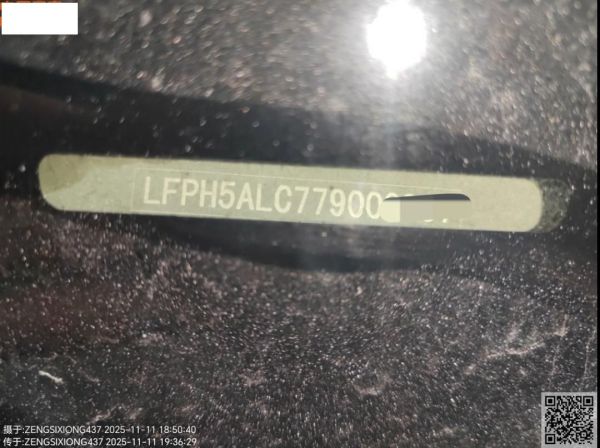 LFPH5ALC77900
摄于:ZENGSIXIONG437 2025-11-11 18:50:40
传于:ZENGSIXIONG437 2025-11-11 19:36:29